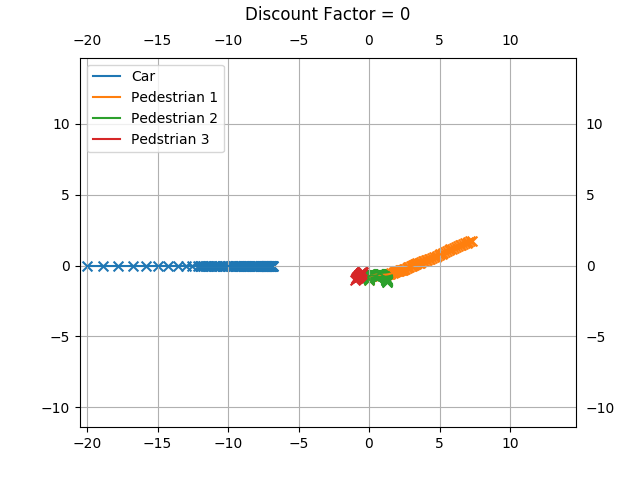 Discount Factor = 0
−20 −15 −10 −5 0 5 10
Car
Pedestrian 1
Pedestrian 2
Pedstrian 3
10 10
5 5
0 0
−5 −5
−10 −10
−20 −15 −10 −5 0 5 10